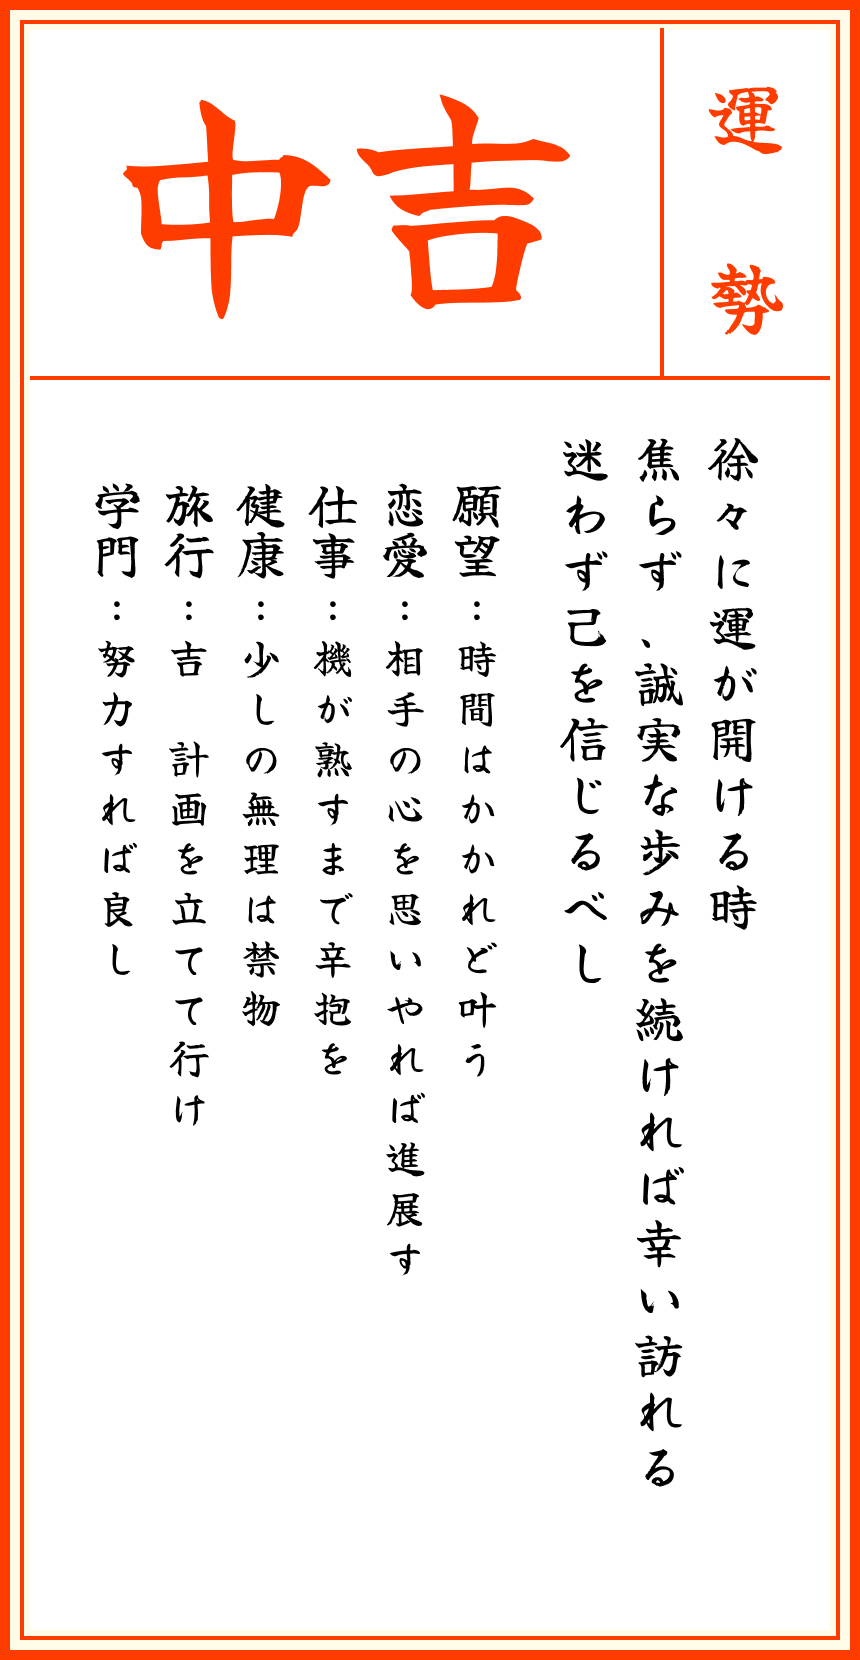 運勢
中吉
徐々に運が開ける時
焦らず、誠実な歩みを続ければ幸い訪れる
迷わず己を信じるべし
願望：時間はかかれど叶う
恋愛：相手の心を思いやれば進展す
仕事：機が熟すまで辛抱を
健康：少しの無理は禁物
旅行：吉　計画を立てて行け
学門：努力すれば良し